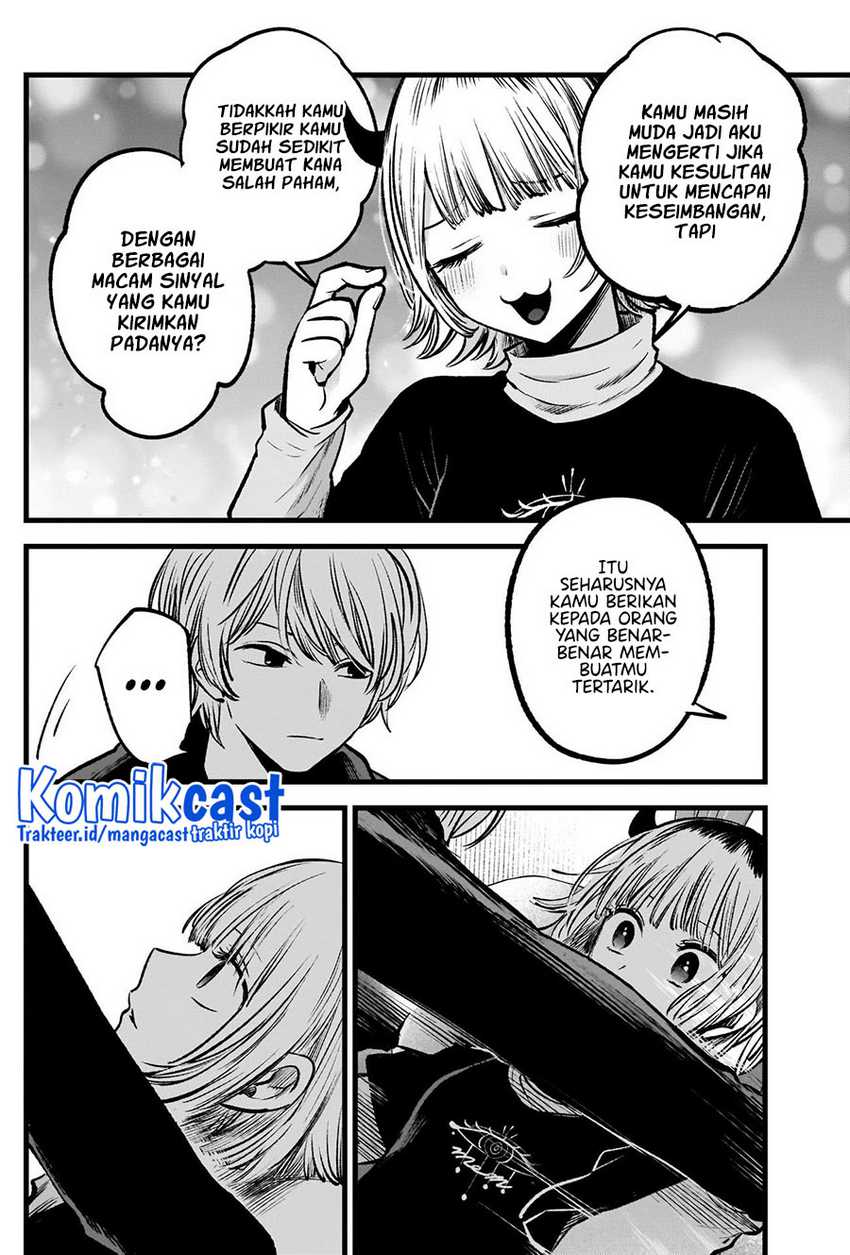 KAMU MASIH
MUDA JADI AKU
MENGERTI JIKA
KAMU KESULITAN
UNTUK MENCAPAI
KESEIMBANGAN,
TAPI
TIDAKKAH KAMU
BERPIKIR KAMU
SUDAH SEDIKIT
MEMBUAT KANA
SALAH PAHAM,
DENGAN
BERBAGAI
MACAM SINYAL
YANG KAMU
KIRIMKAN
PADANYA?
ITU
SEHARUSNYA
KAMU BERIKAN
KEPADA ORANG
YANG BENAR-
BENAR MEM-
BUATMU
TERTARIK.
...
Komikcast
Trakteer.id/mangacast traktir kopi
mem